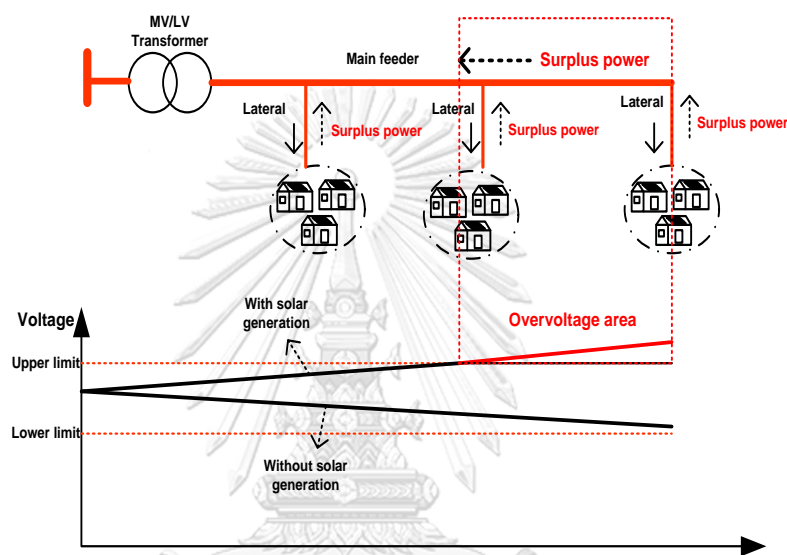 MV/LV
Transformer
Main feeder
Surplus power
Lateral
Surplus power
Lateral
Surplus power
Lateral
Surplus power
Voltage
With solar
generation
Overvoltage area
Upper limit
Lower limit
Without solar
generation